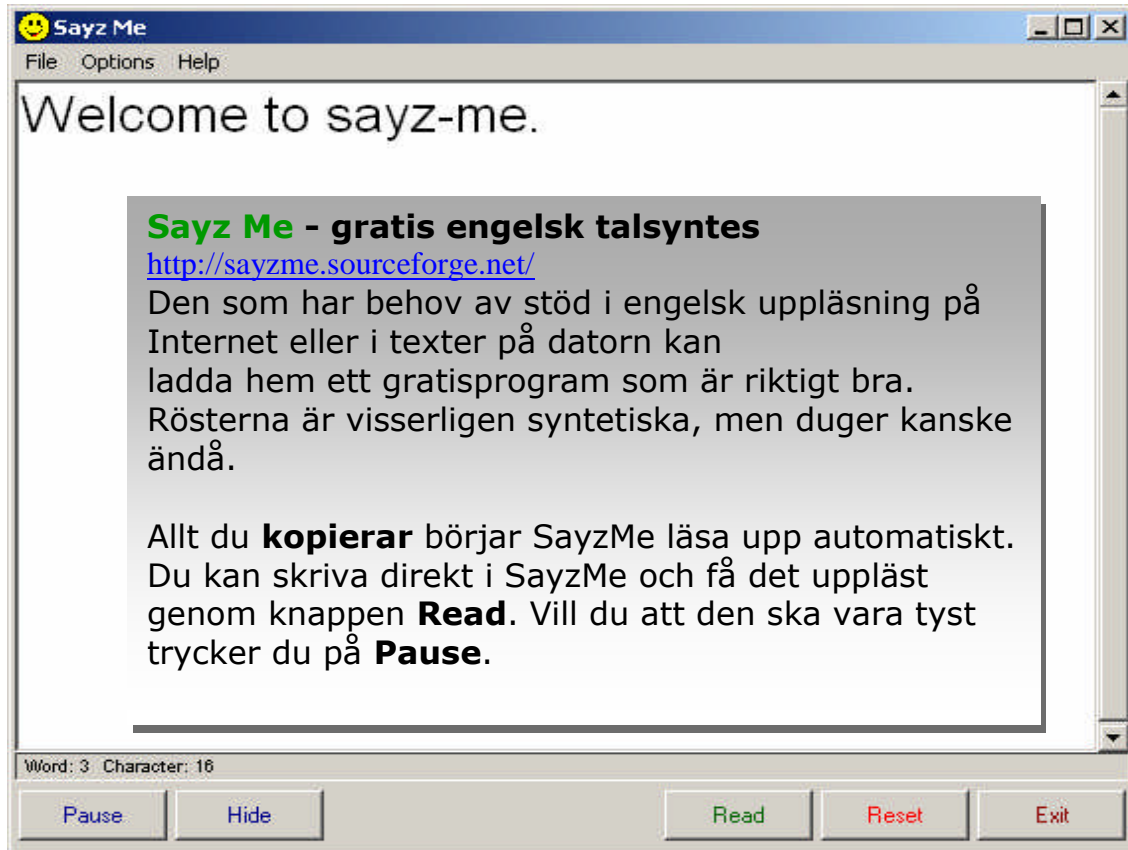 Sayz Me
File Options Help
Welcome to sayz-me.
Sayz Me - gratis engelsk talsyntes
http://sayzme.sourceforge.net/
Den som har behov av stöd i engelsk uppläsning på
Internet eller i texter på datorn kan
ladda hem ett gratisprogram som är riktigt bra.
Rösterna är visserligen syntetiska, men duger kanske
ändå.
Allt du kopierar börjar SayzMe läsa upp automatiskt.
Du kan skriva direkt i SayzMe och få det uppläst
genom knappen Read. Vill du att den ska vara tyst
trycker du på Pause.
Word: 3 Character: 16
Pause Hide Read Reset Exit